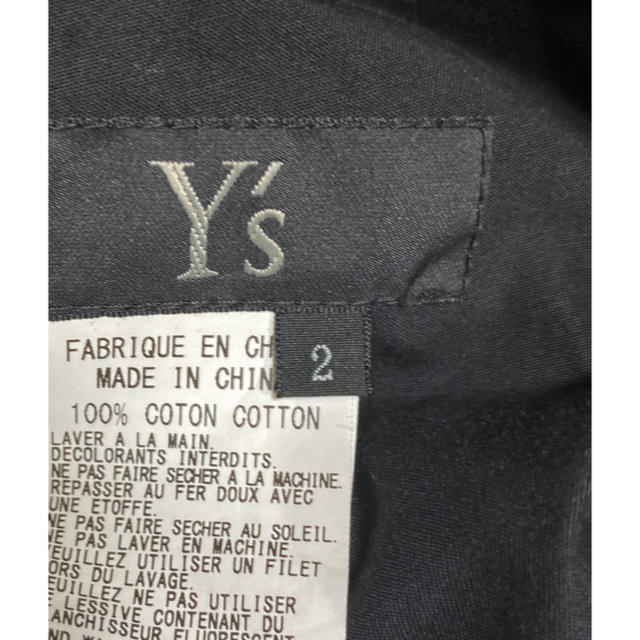 Y's
2
FABRIQUE EN CH
MADE IN CHIN
100% COTON COTTON
LAVER A LA MAIN.
DECOLORANTS INTERDITS.
NE PAS FAIRE SECHER A LA MACHINE.
REPASSER AU FER DOUX AVEC
UNE ETOFFE.
NE PAS FAIRE SECHER AU SOLEIL.
NE PAS LAVER EN MACHINE.
VEUILLEZ UTILISER UN FILET
LORS DU LAVAGE.
VEUILLEZ NE PAS UTILISER
LESSIVE CONTENANT DU
BLANCHISSEUR FLUORESCENT